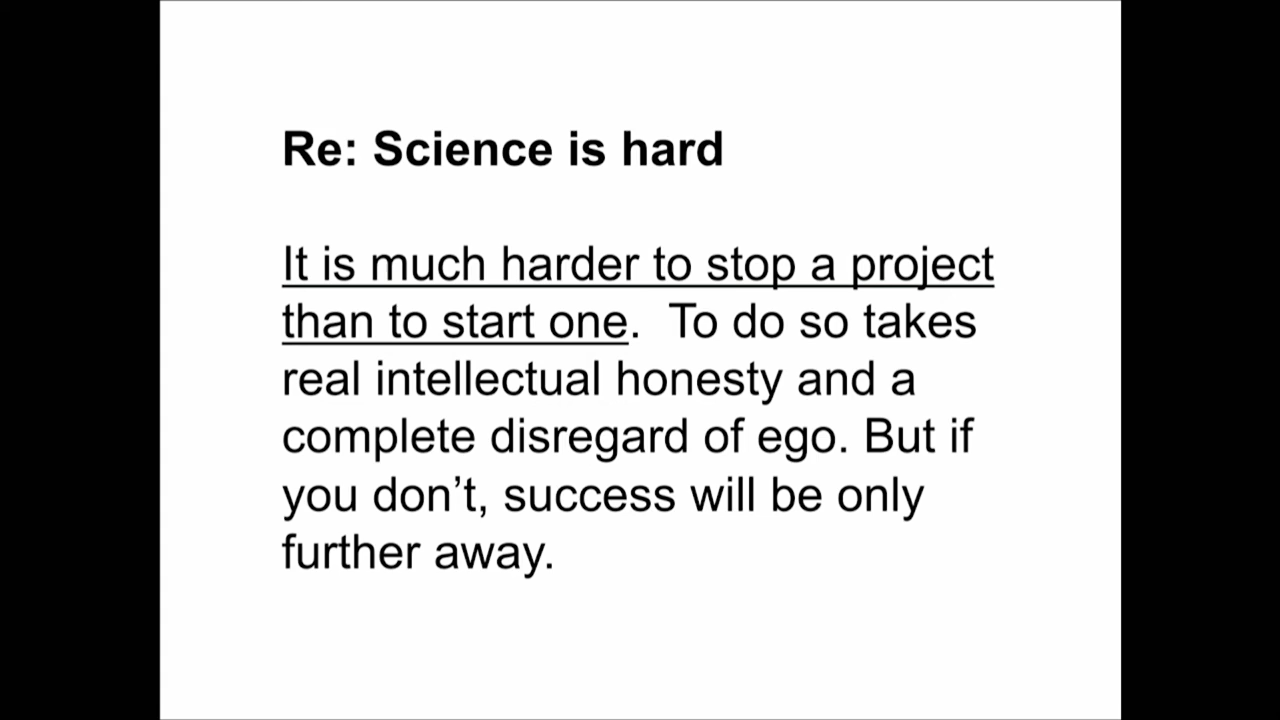 Re: Science is hard
It is much harder to stop a project
than to start one.  To do so takes
real intellectual honesty and a
complete disregard of ego. But if
you don’t, success will be only
further away.